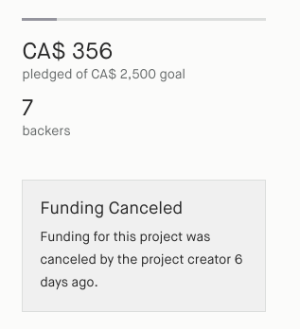 CA$ 356
pledged of CA$ 2,500 goal
7
backers
Funding Canceled
Funding for this project was
canceled by the project creator 6
days ago.